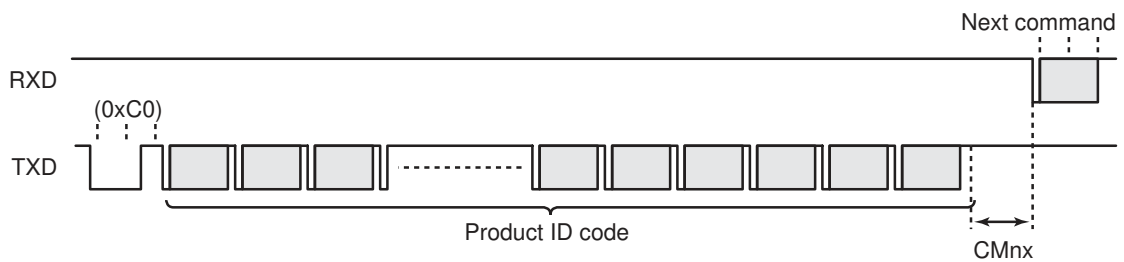 Next command
RXD
(0xC0)
TXD
Product ID code
CMnx